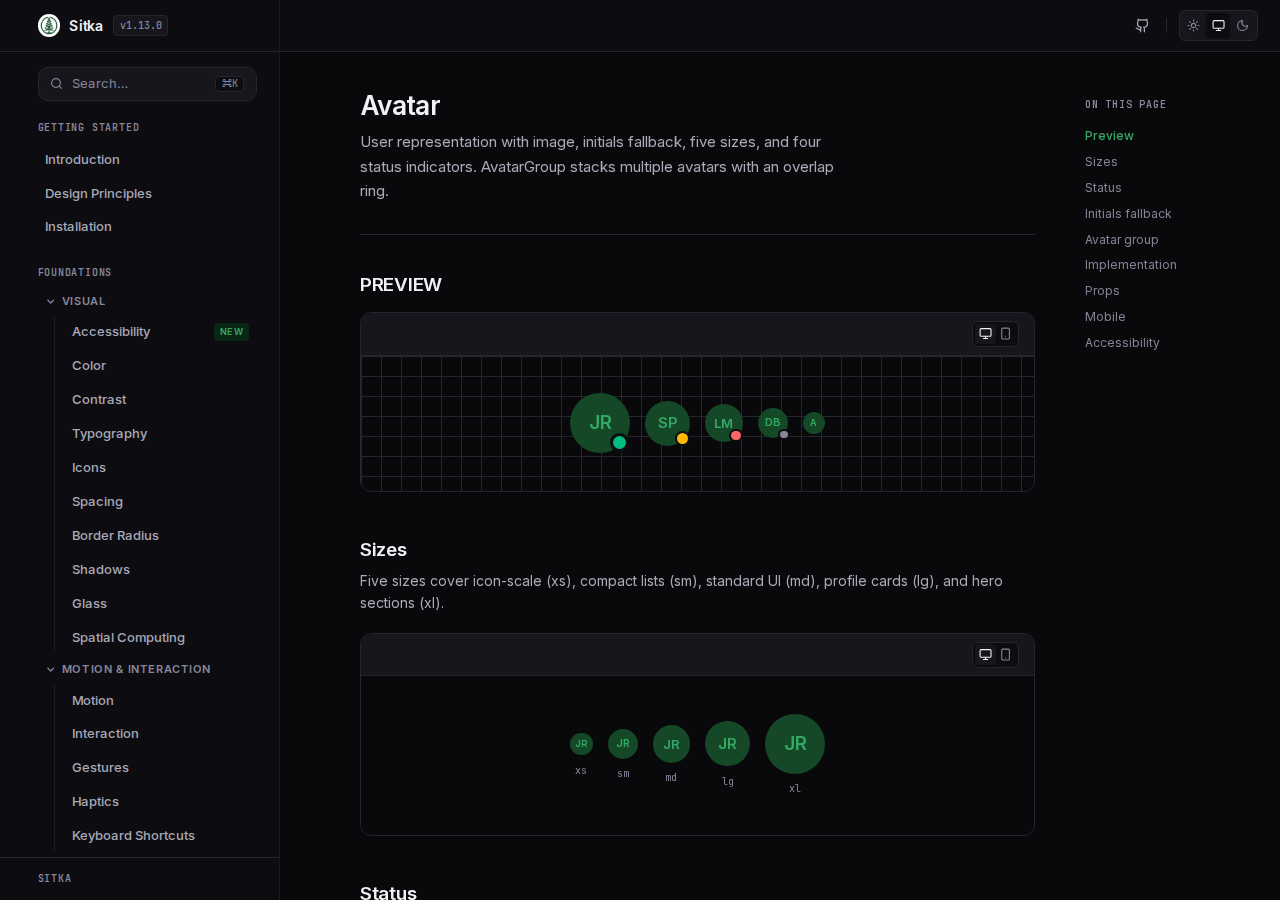 Sitka
v1.13.0
Search...
⌘K
GETTING STARTED
Introduction
Design Principles
Installation
FOUNDATIONS
VISUAL
Accessibility
NEW
Color
Contrast
Typography
Icons
Spacing
Border Radius
Shadows
Glass
Spatial Computing
MOTION & INTERACTION
Motion
Interaction
Gestures
Haptics
Keyboard Shortcuts
SITKA
Avatar
User representation with image, initials fallback, five sizes, and four
status indicators. AvatarGroup stacks multiple avatars with an overlap
ring.
PREVIEW
JR
SP
LM
DB
A
Sizes
Five sizes cover icon-scale (xs), compact lists (sm), standard UI (md), profile cards (lg), and hero
sections (xl).
JR
JR
JR
JR
JR
xs
sm
md
lg
xl
Status
ON THIS PAGE
Preview
Sizes
Status
Initials fallback
Avatar group
Implementation
Props
Mobile
Accessibility